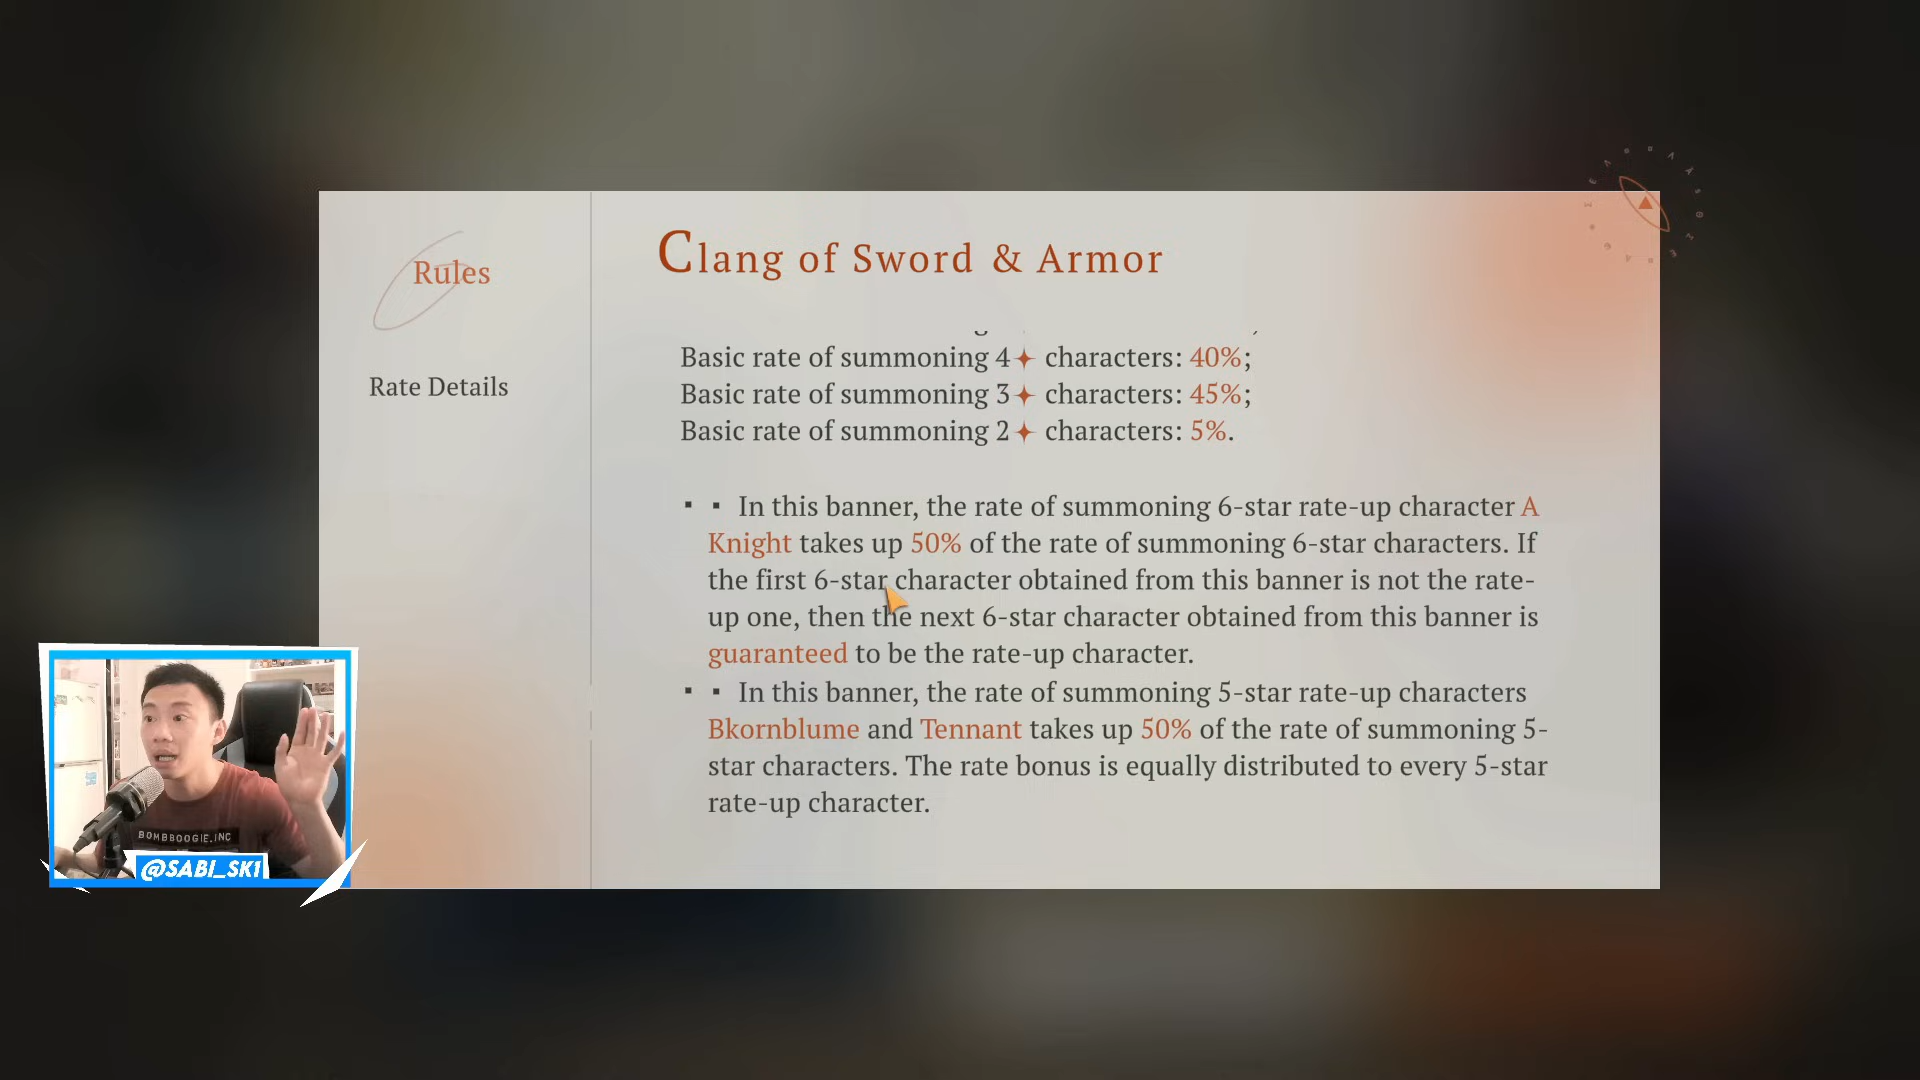 Clang of Sword & Armor
Rules
Rate Details
Basic rate of summoning 4✦ characters: 40%;
Basic rate of summoning 3✦ characters: 45%;
Basic rate of summoning 2✦ characters: 5%.
▪ ▪ In this banner, the rate of summoning 6-star rate-up character A
Knight takes up 50% of the rate of summoning 6-star characters. If
the first 6-star character obtained from this banner is not the rate-
up one, then the next 6-star character obtained from this banner is
guaranteed to be the rate-up character.
▪ ▪ In this banner, the rate of summoning 5-star rate-up characters
Bkornblume and Tennant takes up 50% of the rate of summoning 5-
star characters. The rate bonus is equally distributed to every 5-star
rate-up character.
BOMBBOOGIE.INC
@SABI_SK1